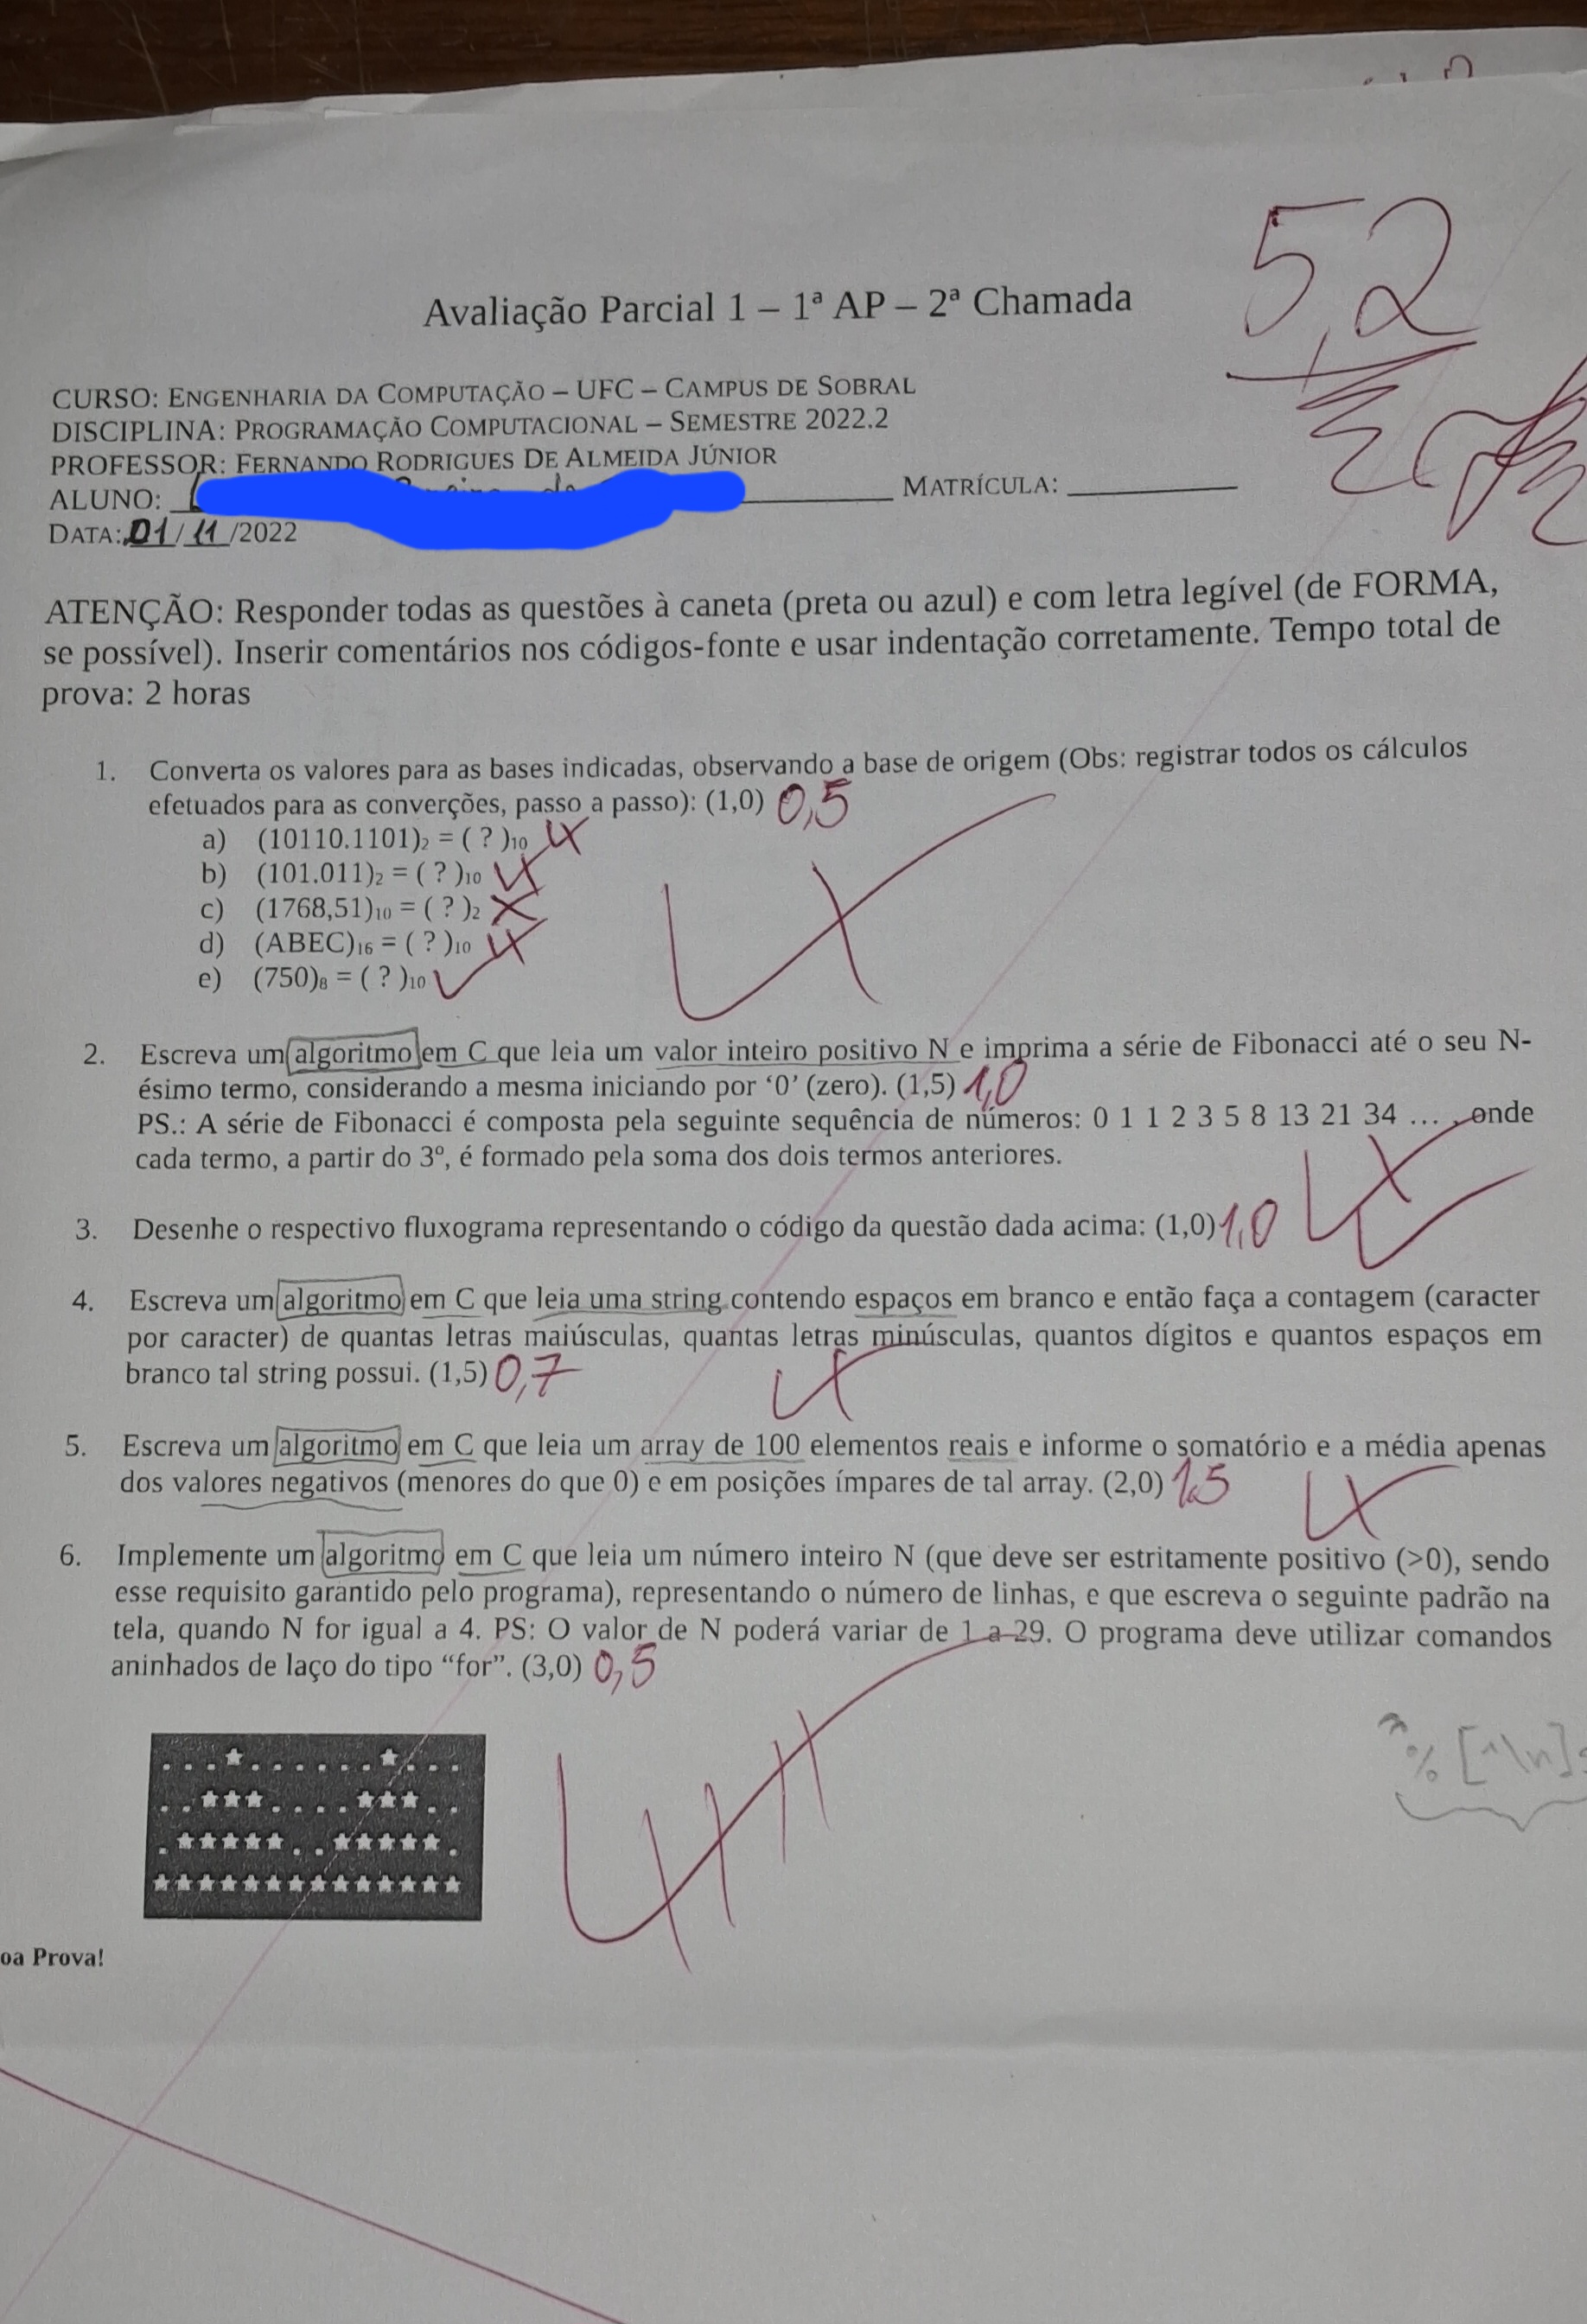 5,2
Avaliação Parcial 1 – 1ª AP – 2ª Chamada
CURSO: ENGENHARIA DA COMPUTAÇÃO – UFC – CAMPUS DE SOBRAL
DISCIPLINA: PROGRAMAÇÃO COMPUTACIONAL – SEMESTRE 2022.2
PROFESSOR: FERNANDO RODRIGUES DE ALMEIDA JÚNIOR
ALUNO: MATRÍCULA:
DATA: 01/11/2022
ATENÇÃO: Responder todas as questões à caneta (preta ou azul) e com letra legível (de FORMA,
se possível). Inserir comentários nos códigos-fonte e usar indentação corretamente. Tempo total de
prova: 2 horas
1. Converta os valores para as bases indicadas, observando a base de origem (Obs: registrar todos os cálculos
efetuados para as converções, passo a passo): (1,0) 0,5
a) (10110.1101)₂ = ( ? )₁₀
b) (101.011)₂ = ( ? )₁₀
c) (1768,51)₁₀ = ( ? )₂
d) (ABEC)₁₆ = ( ? )₁₀
e) (750)₈ = ( ? )₁₀
2. Escreva um algoritmo em C que leia um valor inteiro positivo N e imprima a série de Fibonacci até o seu N-
ésimo termo, considerando a mesma iniciando por ‘0’ (zero). (1,5) 1,0
PS.: A série de Fibonacci é composta pela seguinte sequência de números: 0 1 1 2 3 5 8 13 21 34 … , onde
cada termo, a partir do 3º, é formado pela soma dos dois termos anteriores.
3. Desenhe o respectivo fluxograma representando o código da questão dada acima: (1,0) 1,0
4. Escreva um algoritmo em C que leia uma string contendo espaços em branco e então faça a contagem (caracter
por caracter) de quantas letras maiúsculas, quantas letras minúsculas, quantos dígitos e quantos espaços em
branco tal string possui. (1,5) 0,7
5. Escreva um algoritmo em C que leia um array de 100 elementos reais e informe o somatório e a média apenas
dos valores negativos (menores do que 0) e em posições ímpares de tal array. (2,0) 1,5
6. Implemente um algoritmo em C que leia um número inteiro N (que deve ser estritamente positivo (>0), sendo
esse requisito garantido pelo programa), representando o número de linhas, e que escreva o seguinte padrão na
tela, quando N for igual a 4. PS: O valor de N poderá variar de 1 a 29. O programa deve utilizar comandos
aninhados de laço do tipo “for”. (3,0) 0,5
...*......*...
..***....***..
.*****..*****.
**************
% [^\n]s
oa Prova!